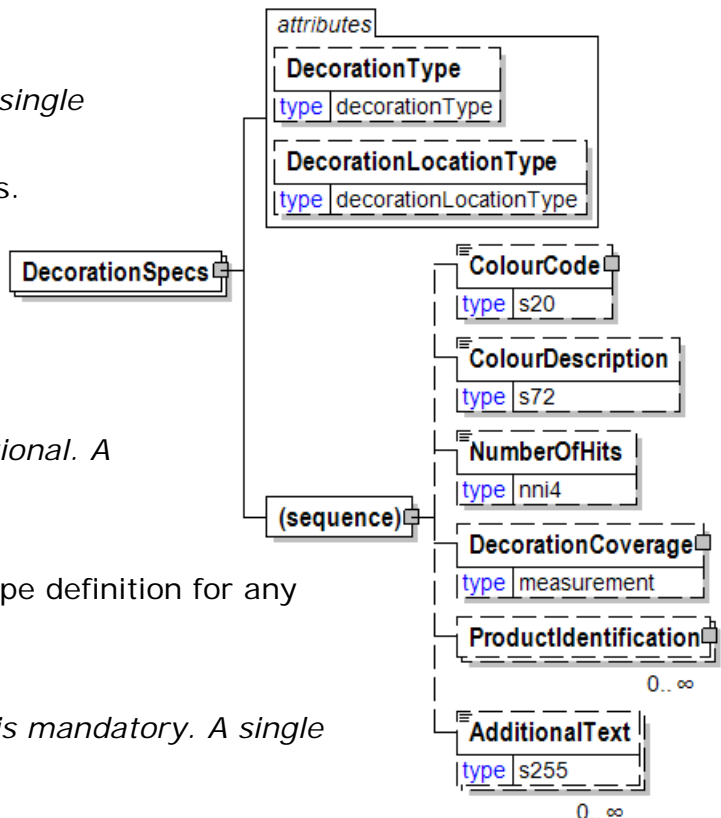 single
s.
ional. A
pe definition for any
is mandatory. A single
attributes
DecorationType
type decorationType
DecorationLocationType
type decorationLocationType
DecorationSpecs
(sequence)
ColourCode
type s20
ColourDescription
type s72
NumberOfHits
type nni4
DecorationCoverage
type measurement
ProductIdentification
0.. ∞
AdditionalText
type s255
0.. ∞